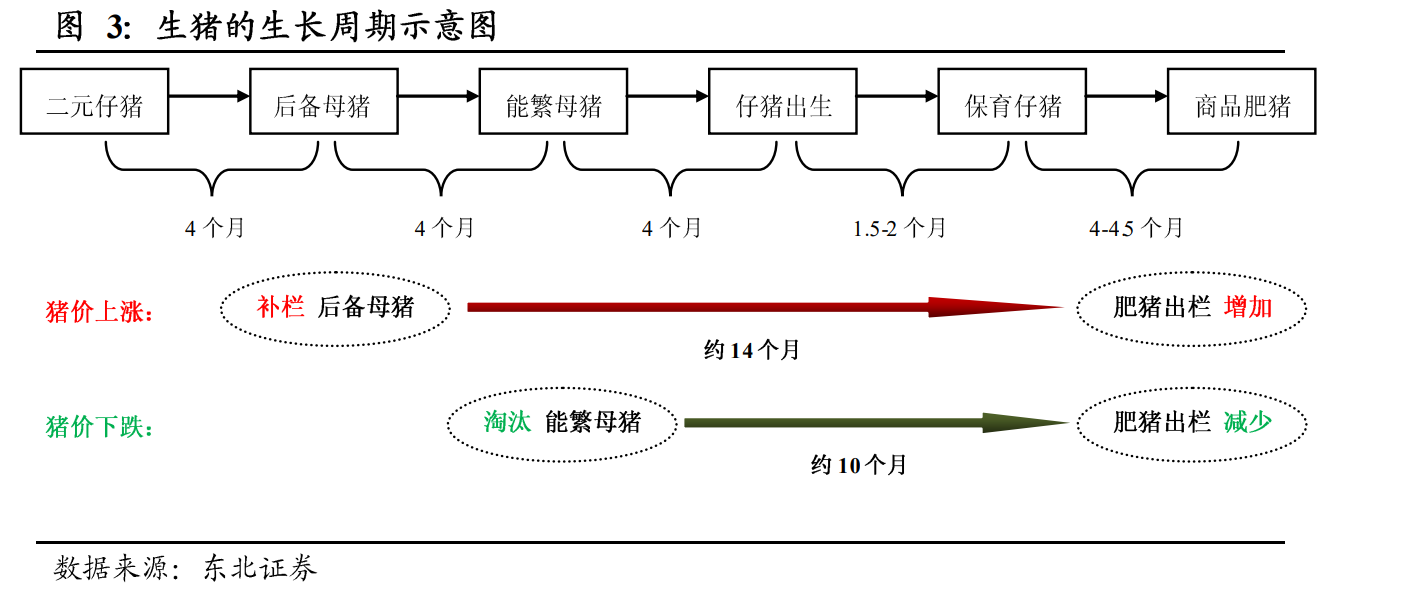 图 3: 生猪的生长周期示意图
二元仔猪 后备母猪 能繁母猪 仔猪出生 保育仔猪 商品肥猪
4 个月 4 个月 4 个月 1.5-2 个月 4-45 个月
猪价上涨: 补栏 后备母猪 肥猪出栏 增加
约 14 个月
猪价下跌: 淘汰 能繁母猪 肥猪出栏 减少
约 10 个月
数据来源：东北证券